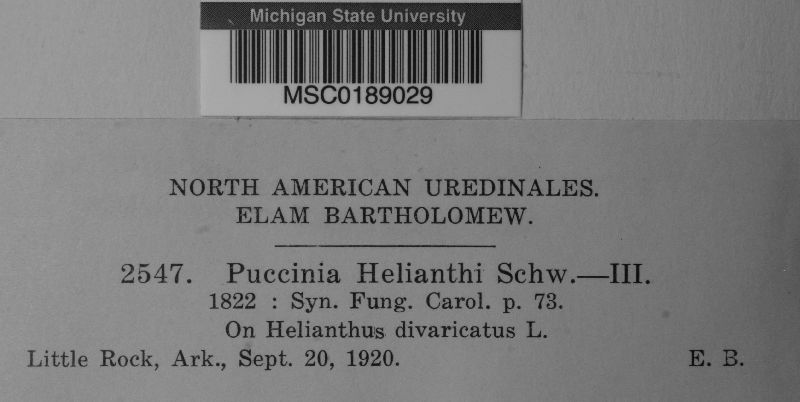 Michigan State University
MSC0189029
NORTH AMERICAN UREDINALES.
ELAM BARTHOLOMEW.
2547. Puccinia Helianthi Schw.—III.
1822 : Syn. Fung. Carol. p. 73.
On Helianthus divaricatus L.
Little Rock, Ark., Sept. 20, 1920. E. B.